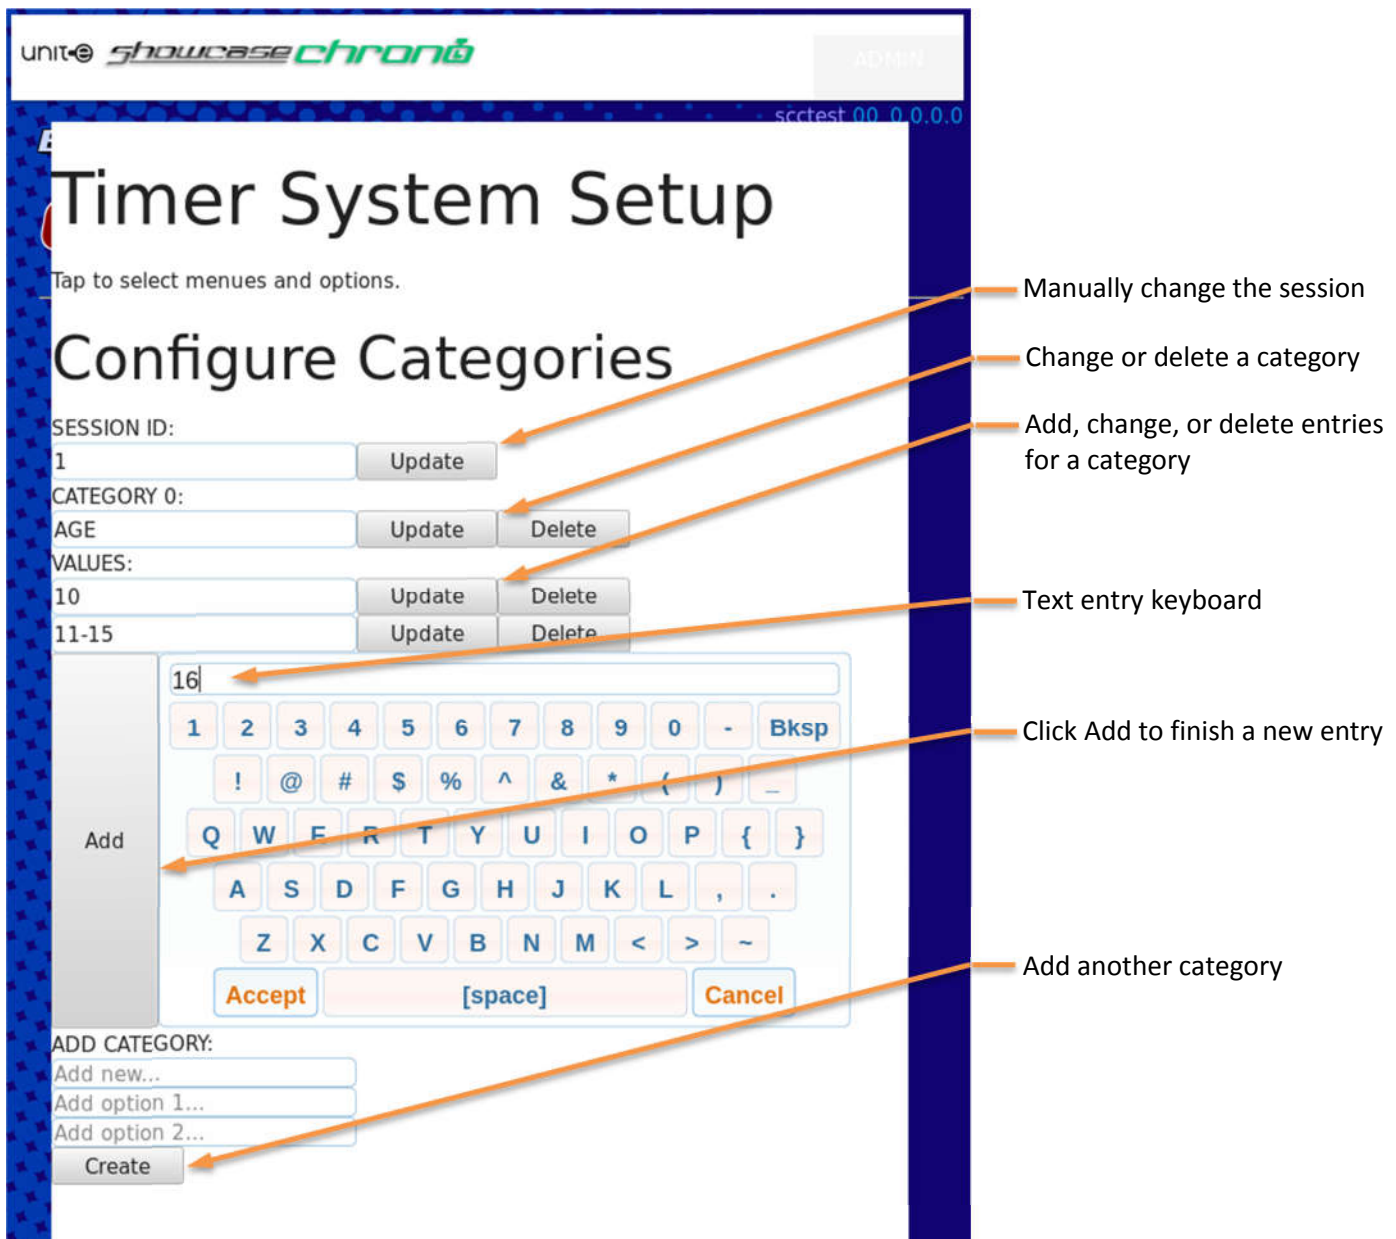 unit-e showcase chrono
ADMIN
scctest 00 0.0.0.0
Timer System Setup
Tap to select menues and options.
Manually change the session
Configure Categories
Change or delete a category
Add, change, or delete entries
for a category
SESSION ID:
1 Update
CATEGORY 0:
AGE Update Delete
VALUES:
10 Update Delete
Text entry keyboard
11-15 Update Delete
16
1 2 3 4 5 6 7 8 9 0 - Bksp
Click Add to finish a new entry
! @ # $ % ^ & * ( ) _
Add
Q W E R T Y U I O P { }
A S D F G H J K L , .
Z X C V B N M < > ~
Add another category
Accept [space] Cancel
ADD CATEGORY:
Add new...
Add option 1...
Add option 2...
Create